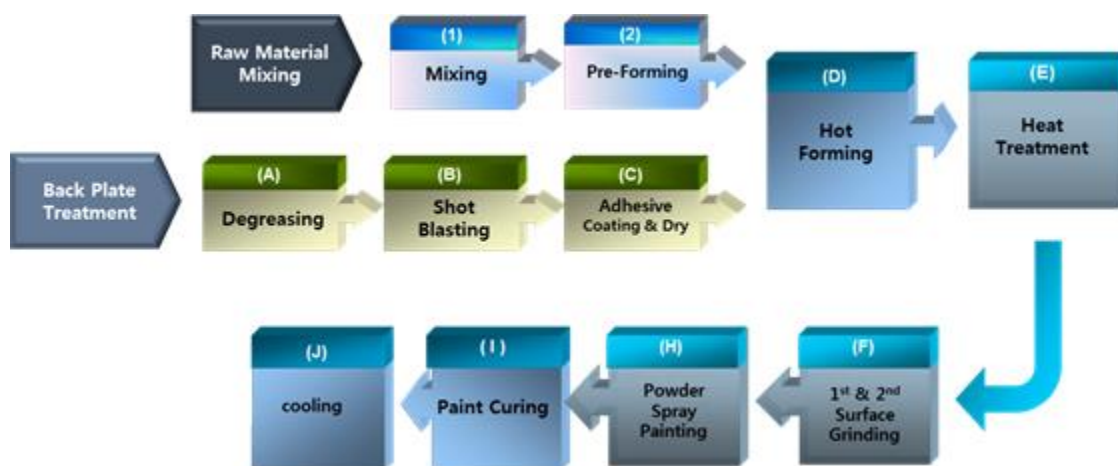 Raw Material
Mixing
(1)
Mixing
(2)
Pre-Forming
(D)
Hot
Forming
(E)
Heat
Treatment
Back Plate
Treatment
(A)
Degreasing
(B)
Shot
Blasting
(C)
Adhesive
Coating & Dry
(J)
cooling
(I)
Paint Curing
(H)
Powder
Spray
Painting
(F)
1st & 2nd
Surface
Grinding